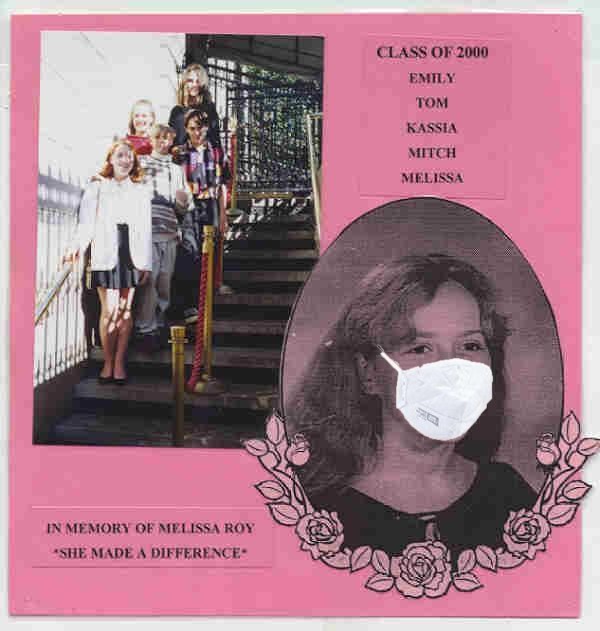 CLASS OF 2000
EMILY
TOM
KASSIA
MITCH
MELISSA
IN MEMORY OF MELISSA ROY
*SHE MADE A DIFFERENCE*